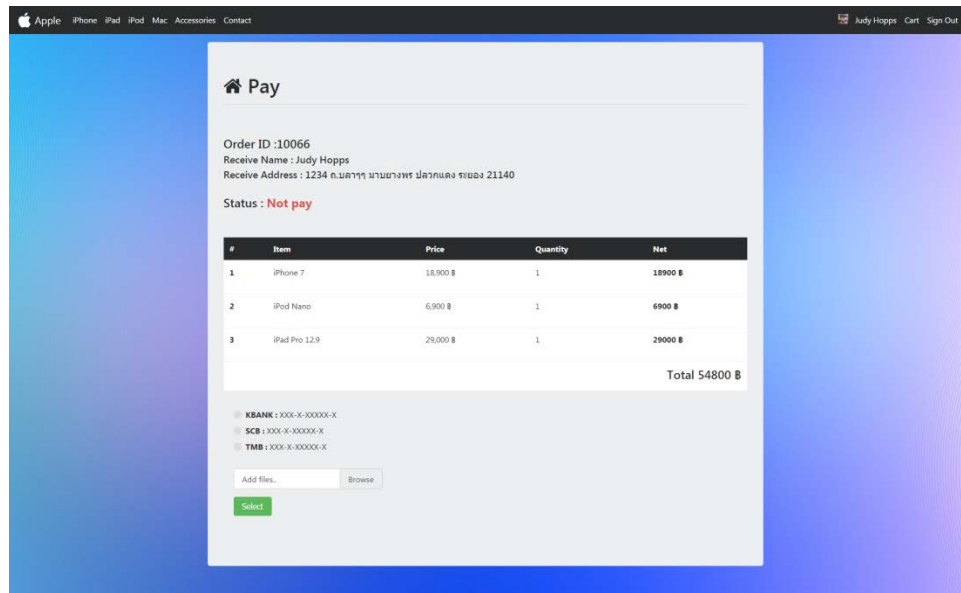 Apple iPhone iPad iPod Mac Accessories Contact Judy Hopps Cart Sign Out
Pay
Order ID :10066
Receive Name : Judy Hopps
Receive Address : 1234 ถ.บลาๆๆ มาบยางพร ปลวกแดง ระยอง 21140
Status : Not pay
# Item Price Quantity Net
1 iPhone 7 18,900 ฿ 1 18900 ฿
2 iPod Nano 6,900 ฿ 1 6900 ฿
3 iPad Pro 12.9 29,000 ฿ 1 29000 ฿
Total 54800 ฿
KBANK : XXX-X-XXXXX-X
SCB : XXX-X-XXXXX-X
TMB : XXX-X-XXXXX-X
Add files.. Browse
Select